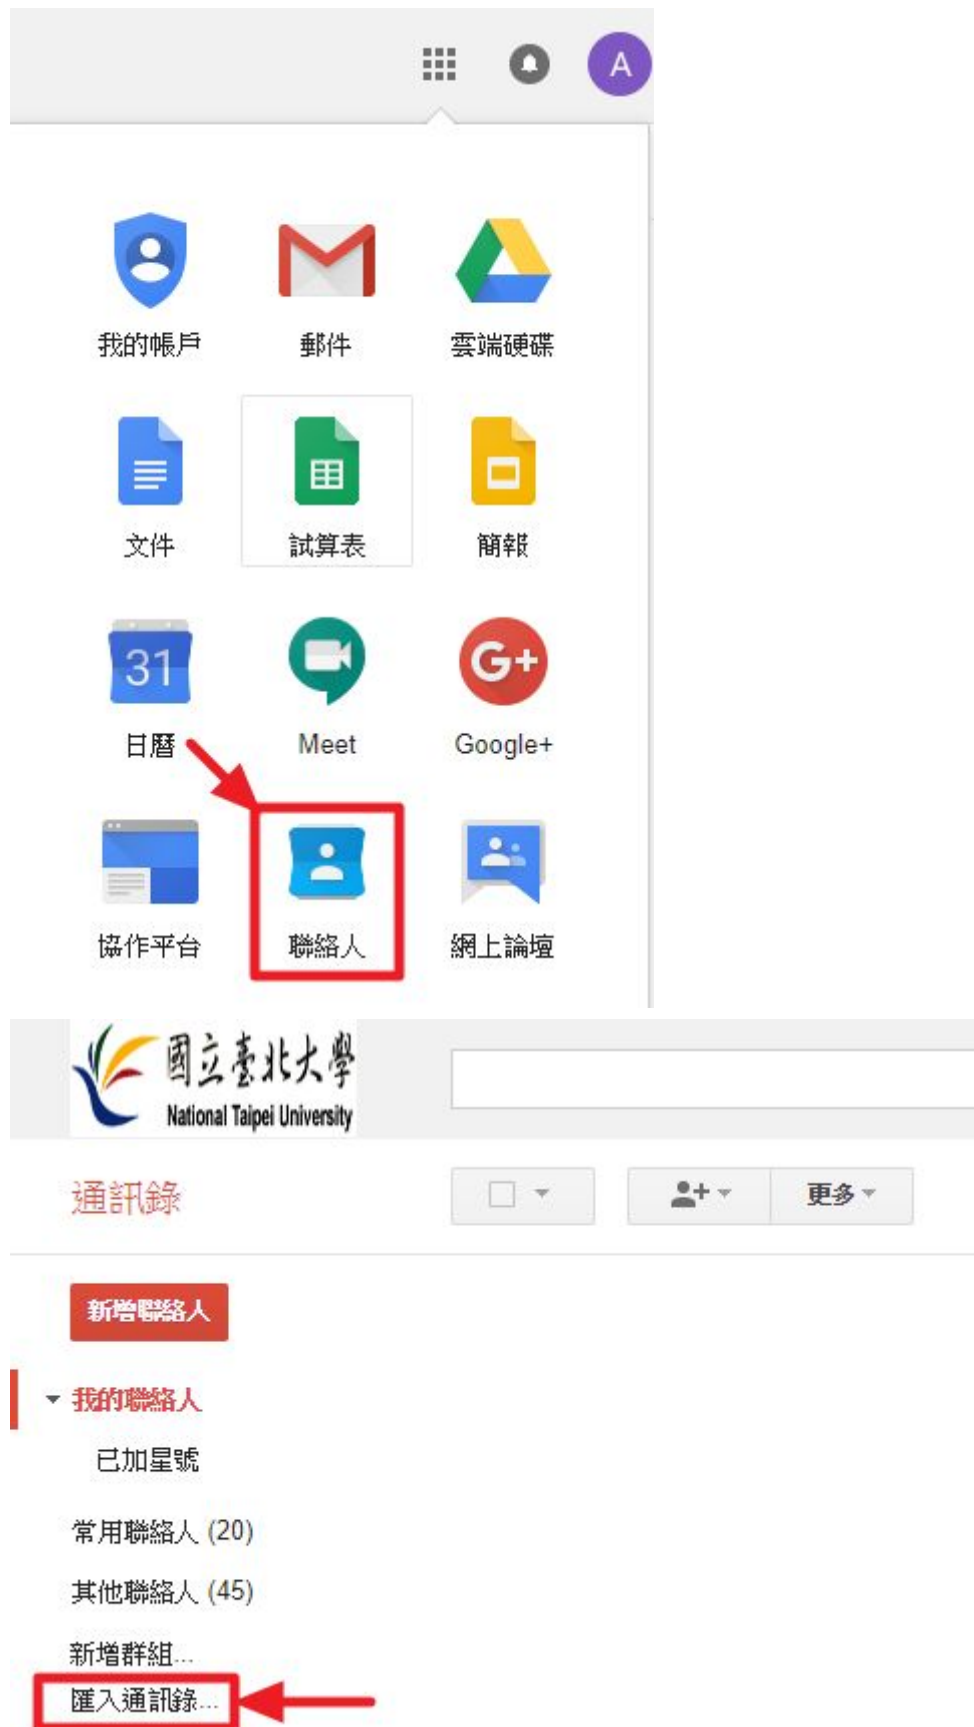 A
我的帳戶
郵件
雲端硬碟
文件
試算表
簡報
31
日曆
Meet
G+
Google+
協作平台
聯絡人
網上論壇
國立臺北大學
National Taipei University
通訊錄
更多
新增聯絡人
我的聯絡人
已加星號
常用聯絡人 (20)
其他聯絡人 (45)
新增群組...
匯入通訊錄...